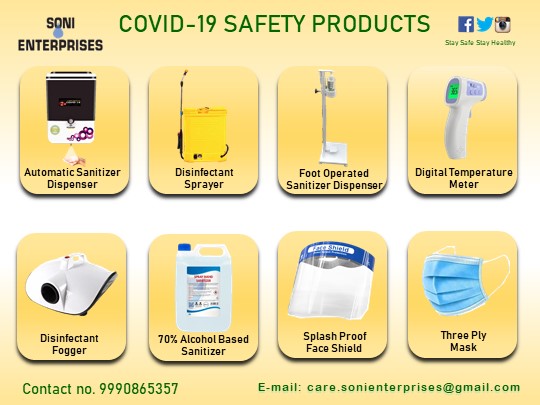 SONI
ENTERPRISES
COVID-19 SAFETY PRODUCTS
Stay Safe Stay Healthy
Automatic Sanitizer
Dispenser
Disinfectant
Sprayer
Foot Operated
Sanitizer Dispenser
Digital Temperature
Meter
Disinfectant
Fogger
70% Alcohol Based
Sanitizer
Face Shield
Splash Proof
Face Shield
Three Ply
Mask
Contact no. 9990865357
E-mail: care.sonienterprises@gmail.com